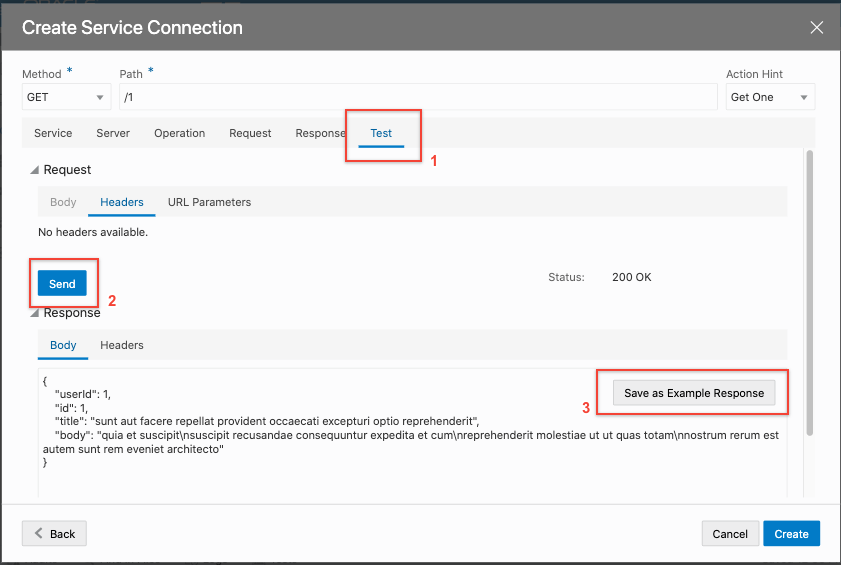 Create Service Connection
Method *
Path *
Action Hint
GET
/1
Get One
Service
Server
Operation
Request
Response
Test
1
Request
Body
Headers
URL Parameters
No headers available.
Send
2
Status:
200 OK
Response
Body
Headers
{
"userId": 1,
"id": 1,
"title": "sunt aut facere repellat provident occaecati excepturi optio reprehenderit",
"body": "quia et suscipit\nsuscipit recusandae consequuntur expedita et cum\nreprehenderit molestiae ut ut quas totam\nnostrum rerum est
autem sunt rem eveniet architecto"
}
3
Save as Example Response
Back
Cancel
Create